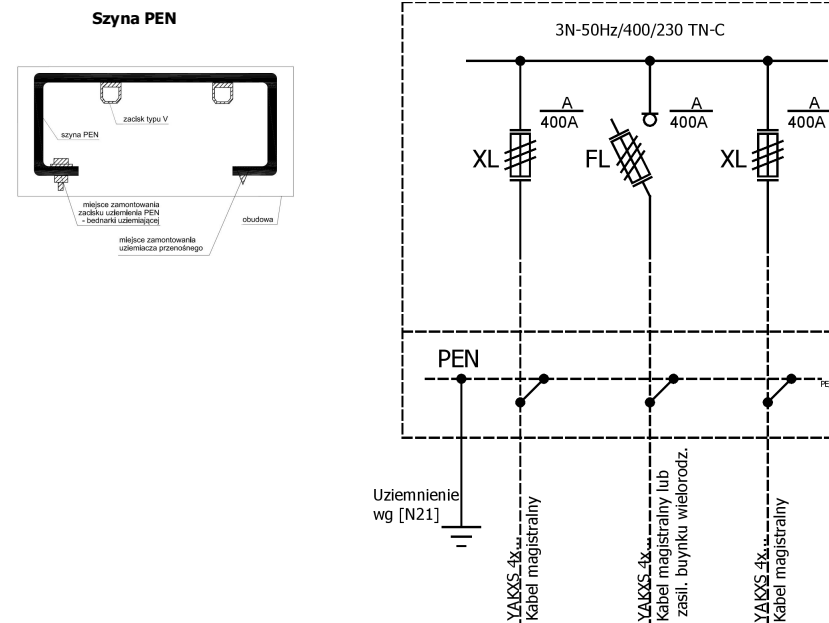 Szyna PEN
zacisk typu V
szyna PEN
miejsce zamontowania
zacisku uziemienia PEN
- bednarki uziemiającej
obudowa
miejsce zamontowania
uziemiacza przenośnego
3N-50Hz/400/230 TN-C
A
400A
A
400A
A
400A
XL
FL
XL
PEN
PE
Uziemnienie
wg [N21]
YAKXS 4x...
Kabel magistralny
YAKXS 4x...
Kabel magistralny lub
zasil. buynku wielorodz.
YAKXS 4x...
Kabel magistralny